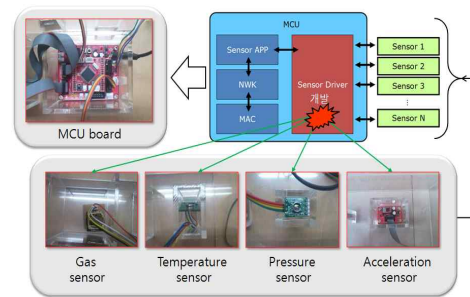 MCU
Sensor APP
NWK
MAC
Sensor Driver
개발
Sensor 1
Sensor 2
Sensor 3
⋮
Sensor N
MCU board
Gas
sensor
Temperature
sensor
Pressure
sensor
Acceleration
sensor